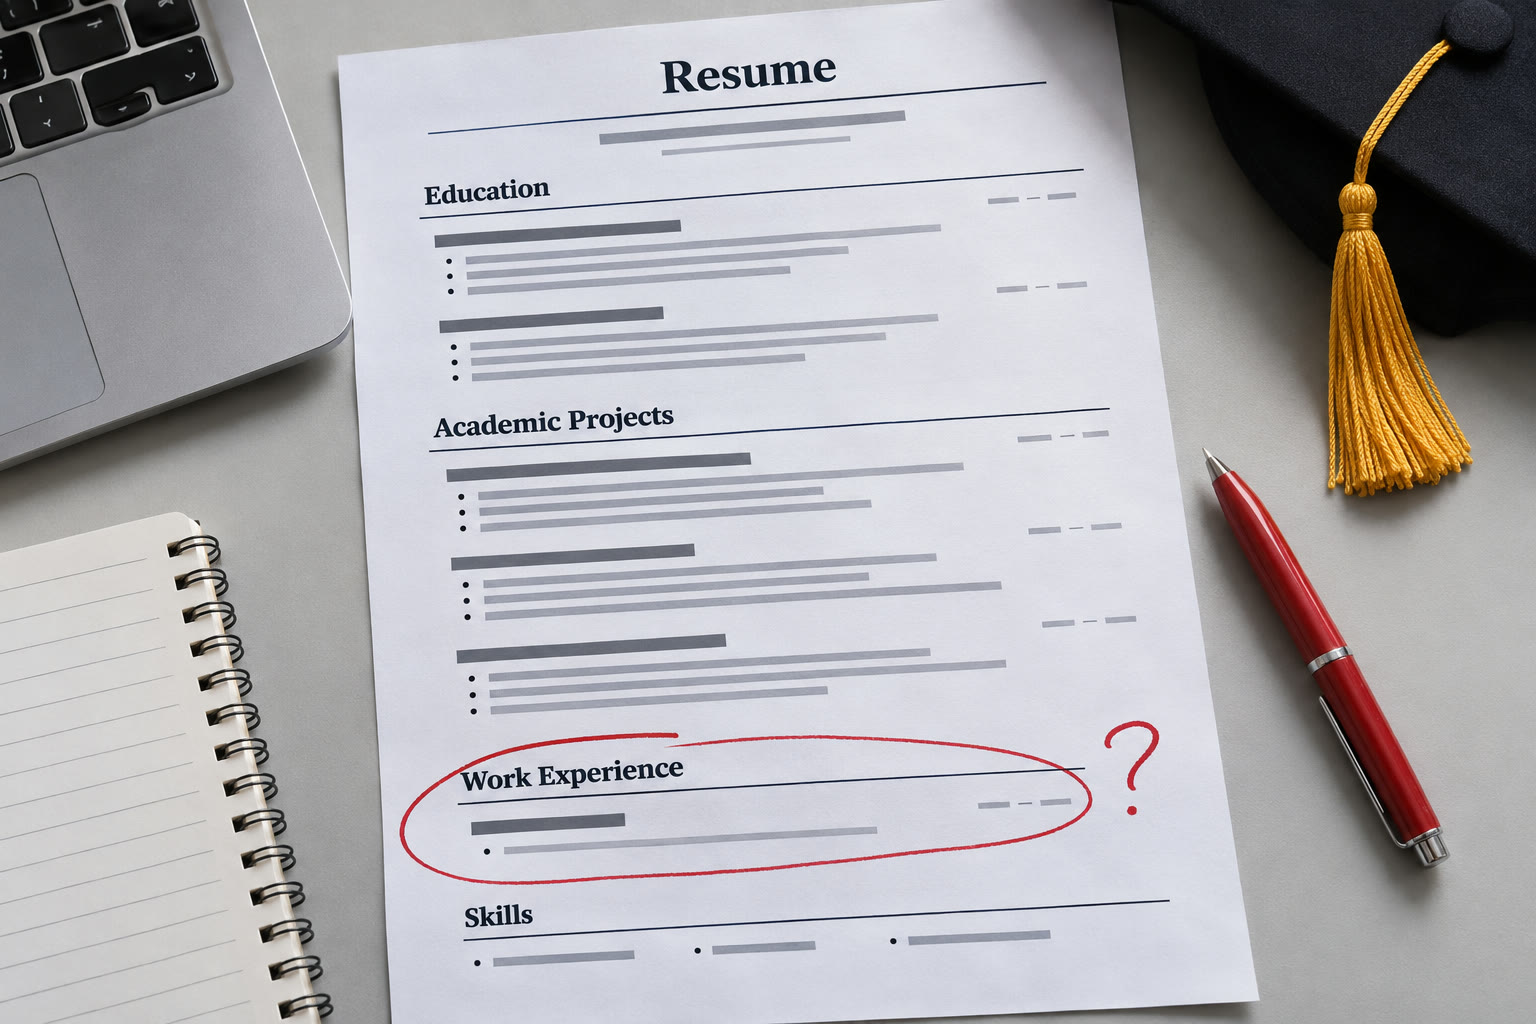 Resume
Education
Academic Projects
Work Experience
?
Skills